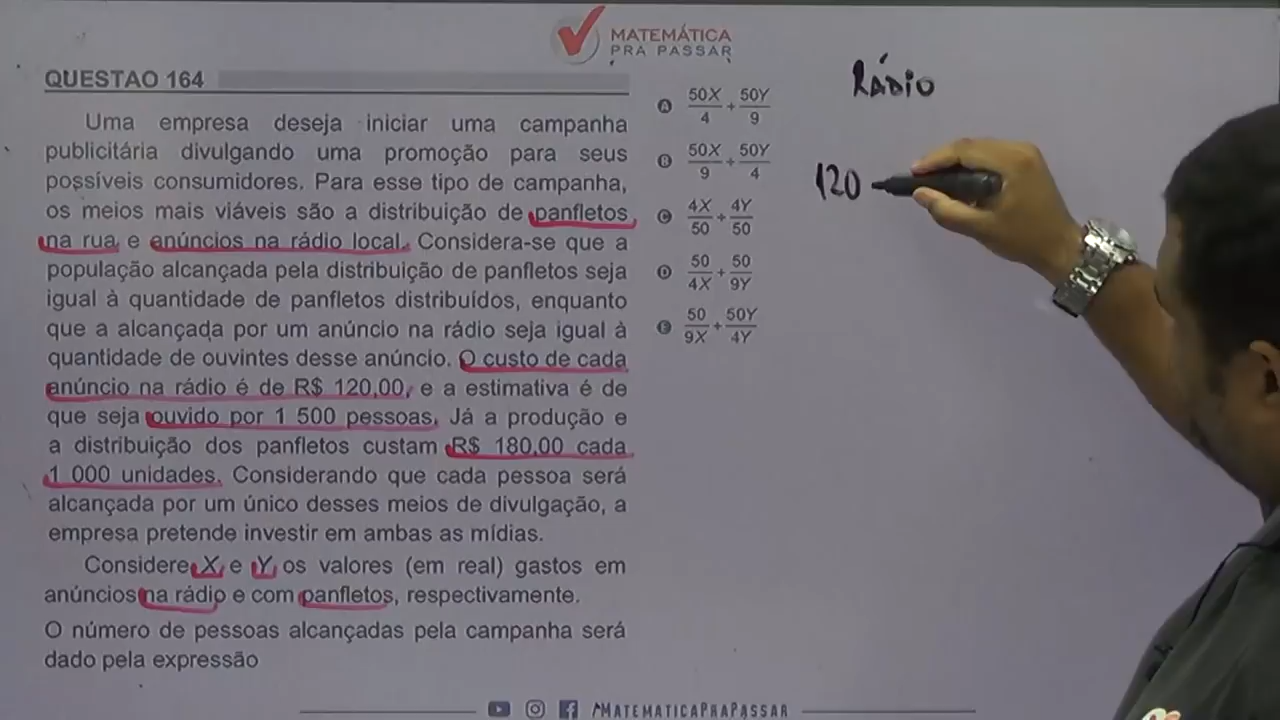 MATEMÁTICA
PRA PASSAR
QUESTAO 164
Uma empresa deseja iniciar uma campanha
publicitária divulgando uma promoção para seus
possíveis consumidores. Para esse tipo de campanha,
os meios mais viáveis são a distribuição de panfletos
na rua e anúncios na rádio local. Considera-se que a
população alcançada pela distribuição de panfletos seja
igual à quantidade de panfletos distribuídos, enquanto
que a alcançada por um anúncio na rádio seja igual à
quantidade de ouvintes desse anúncio. O custo de cada
anúncio na rádio é de R$ 120,00, e a estimativa é de
que seja ouvido por 1 500 pessoas. Já a produção e
a distribuição dos panfletos custam R$ 180,00 cada
1 000 unidades. Considerando que cada pessoa será
alcançada por um único desses meios de divulgação, a
empresa pretende investir em ambas as mídias.
Considere X e Y os valores (em real) gastos em
anúncios na rádio e com panfletos, respectivamente.
O número de pessoas alcançadas pela campanha será
dado pela expressão
A 50X/4 + 50Y/9
B 50X/9 + 50Y/4
C 4X/50 + 4Y/50
D 50/4X + 50/9Y
E 50/9X + 50Y/4Y
RÁDIO
120
/MATEMATICAPRAPASSAR